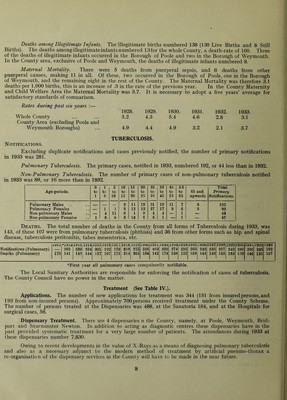 Deaths among Illegitimate Infants. The illegitimate births numbered 138 (130 Live Births and 8 Still
Births). The deaths among illegitimate infants numbered 13 for the whole County, a death-rate of 100. Three
of the deaths of illegitimate infants occurred in the Borough of Poole and two in the Borough of Weymouth.
In the County area, exclusive of Poole and Weymouth, the deaths of illegitimate infants numbered 8.
Maternal Mortality. There were 5 deaths from puerperal sepsis, and 6 deaths from other
puerperal causes, making 11 in all. Of these, two occurred in the Borough of Poole, one in the Borough
of Weymouth, and the remaining eight in the rest of the County. The Maternal Mortality was therefore 3.1
deaths per 1,000 births, this is an increase of .3 in the rate of the previous year. In the County Maternity
and Child Welfare Area the Maternal Mortality was 3.7. It is necessary to adopt a five years' average for
satisfactory standards of comparison.
Rates during past six years :—
1928. 1929. 1930. 1931. 1932. 1933.
Whole County 3.2 4.3 5.4 4.6 2.8 3.1
County Area (excluding Poole and
Weymouth Boroughs) ... 4.9 4.4 4.9 3.2 2.1 3.7
TUBERCULOSIS.
NOTIFICATIONS.
Excluding duplicate notifications and cases previously notified, the number of primary notifications
in 1933 was 281.
Pulmonary Tuberculosis. The primary cases, notified in 1933, numbered 192, or 44 less than in 1932.
Non-Pulmonary Tuberculosis. The number of primary cases of non-pulmonary tuberculosis notified
in 1933 was 89, or 16 more than in 1932.
Age-periods.
65 and upwards
Total Primary Notifications.
Pulmonary Males
Pulmonary Females
Non-Pulmonary Males
Non-Pulmonary Females
DEATHS. The total number of deaths in the County from all forms of Tuberculosis during 1933, was
143, of these 107 were from pulmonary tuberculosis (phthisis) and 36 from other forms such as hip and spinal
disease, tuberculous peritonitis, tubes mesenterica, etc.
Notifications (Pulmonary)
Deaths (Pulmonary)
*First year all pulmonary cases compulsorily notifiable.
The Local Sanitary Authorities are responsible for enforcing the notification of cases of tuberculosis.
The County Council have no power in the matter.
Treatment (See Table IV.).
Applications. The number of new applications for treatment was 344 (151 from insured persons, and
193 from non-insured persons). Approximately 700 persons received treatment under the County Scheme.
The number of persons treated at the Dispensaries was 468, at the Sanatoria 164, and at the Hospitals for
surgical cases, 56.
Dispensary Treatment. There are 4 dispensaries n the County, namely, at Poole, Weymouth, Brid-
port and Sturminster Newton. In addition to acting as diagnostic centres these dispensaries have in the
past provided systematic treatment for a very large number of patients. The attendances during 1933 at
these dispensaries number 7,830.
Owing to recent developments in the value of X-Rays as a means of diagnosing pulmonary tuberculosis
and also as a necessary adjunct to the modern method of treatment by artificial pneumo-thorax a
re-organisation of the dispensary services in the County will have to be made in the near future.
8